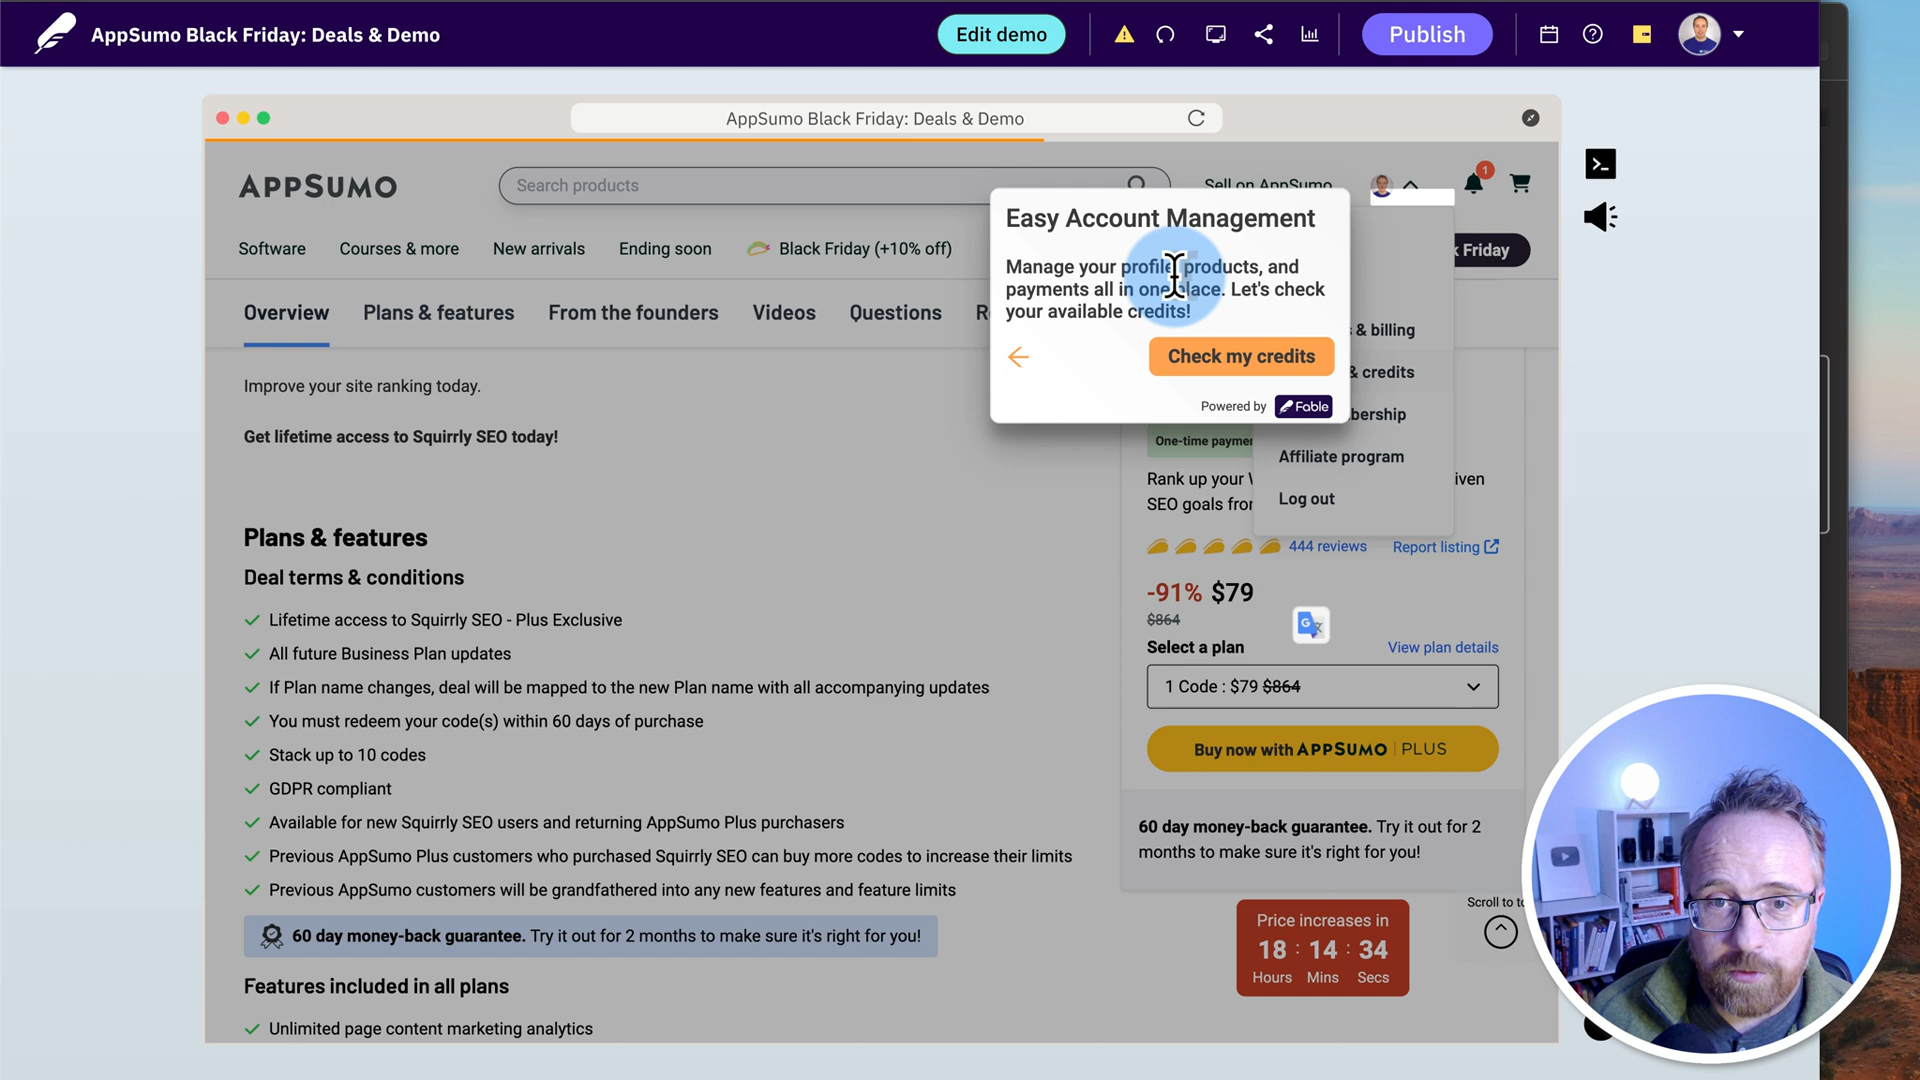 AppSumo Black Friday: Deals & Demo
Edit demo
Publish
AppSumo Black Friday: Deals & Demo
APPSUMO
Search products
Sell on AppSumo
1
Software
Courses & more
New arrivals
Ending soon
Black Friday (+10% off)
Friday
Easy Account Management
Manage your profile, products, and
payments all in one place. Let's check
your available credits!
Check my credits
Powered by Fable
Overview
Plans & features
From the founders
Videos
Questions
& billing
& credits
Affiliate program
Log out
Improve your site ranking today.
Get lifetime access to Squirrly SEO today!
Plans & features
Deal terms & conditions
Lifetime access to Squirrly SEO - Plus Exclusive
All future Business Plan updates
If Plan name changes, deal will be mapped to the new Plan name with all accompanying updates
You must redeem your code(s) within 60 days of purchase
Stack up to 10 codes
GDPR compliant
Available for new Squirrly SEO users and returning AppSumo Plus purchasers
Previous AppSumo Plus customers who purchased Squirrly SEO can buy more codes to increase their limits
Previous AppSumo customers will be grandfathered into any new features and feature limits
60 day money-back guarantee. Try it out for 2 months to make sure it's right for you!
Features included in all plans
Unlimited page content marketing analytics
One-time
Rank up your
SEO goals
444 reviews
Report listing
-91% $79
$864
Select a plan
View plan details
1 Code : $79 $864
Buy now with APPSUMO | PLUS
60 day money-back guarantee. Try it out for 2
months to make sure it's right for you!
Price increases in
18 : 14 : 34
Hours Mins Secs
Scroll to